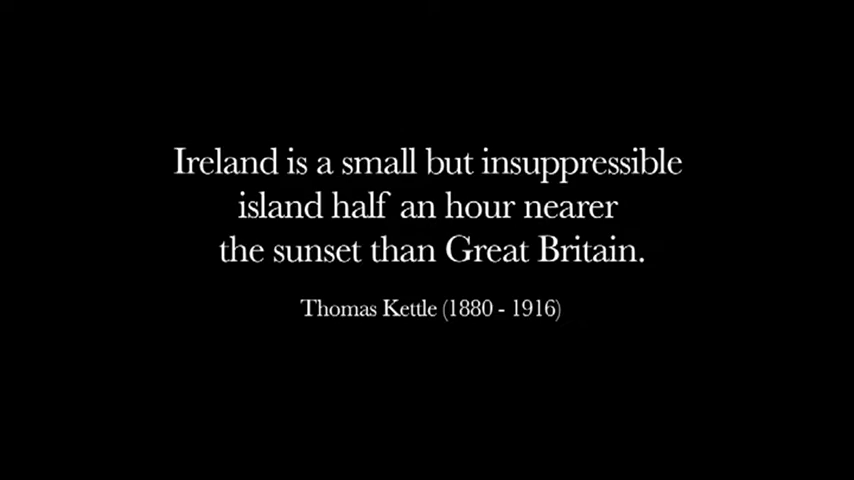 Ireland is a small but insuppressible
island half an hour nearer
the sunset than Great Britain.
Thomas Kettle (1880 - 1916)